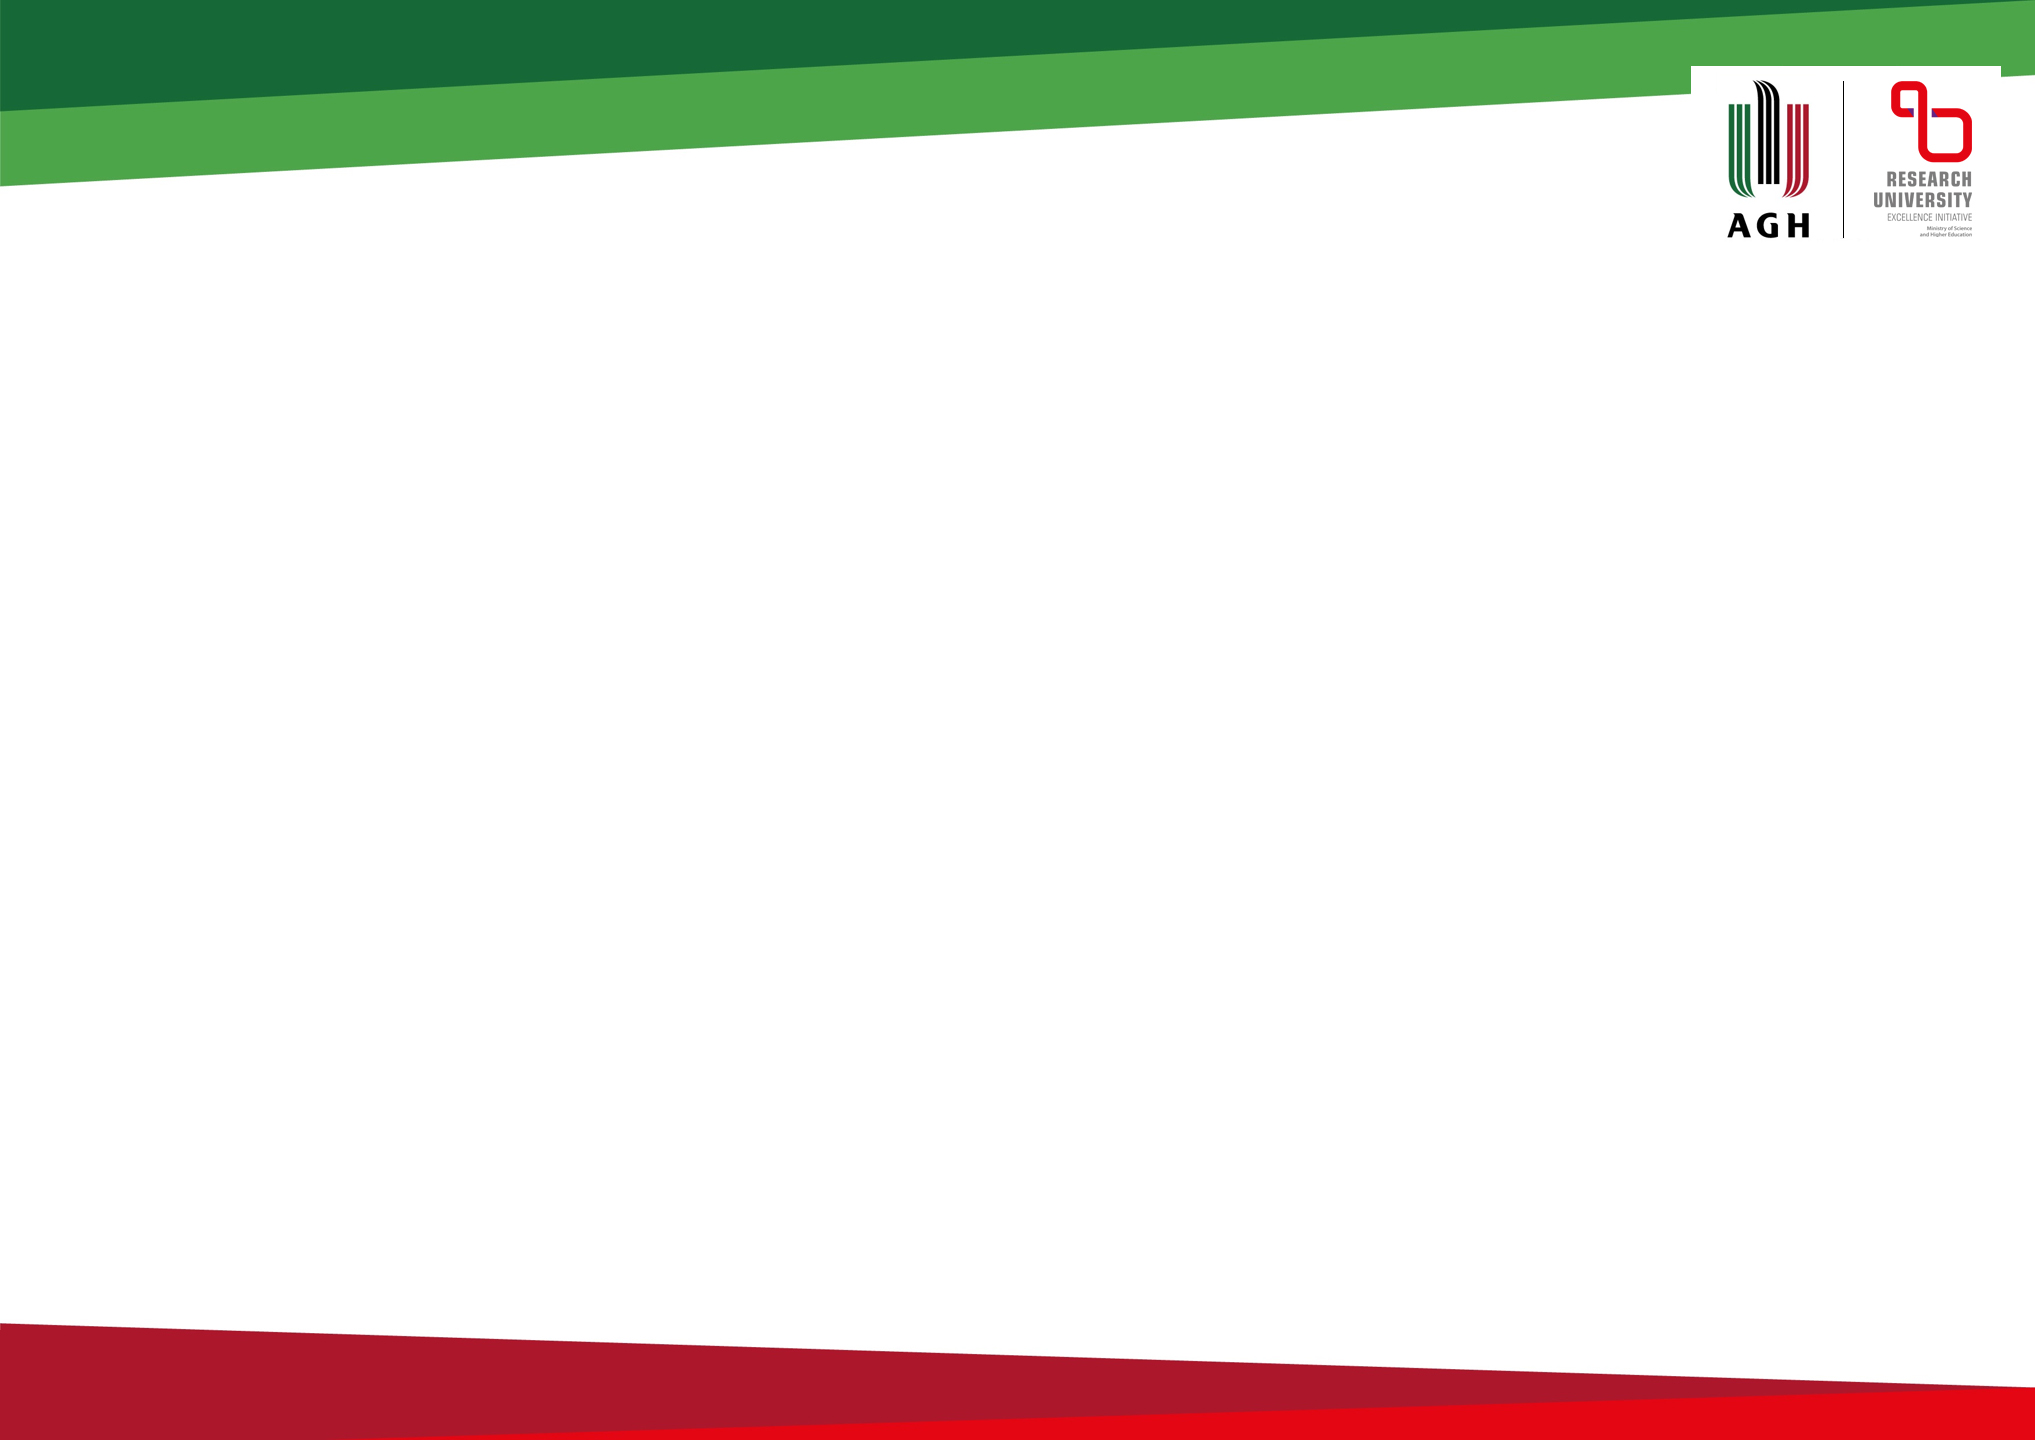 AGH
RESEARCH
UNIVERSITY
EXCELLENCE INITIATIVE
Ministry of Science
and Higher Education